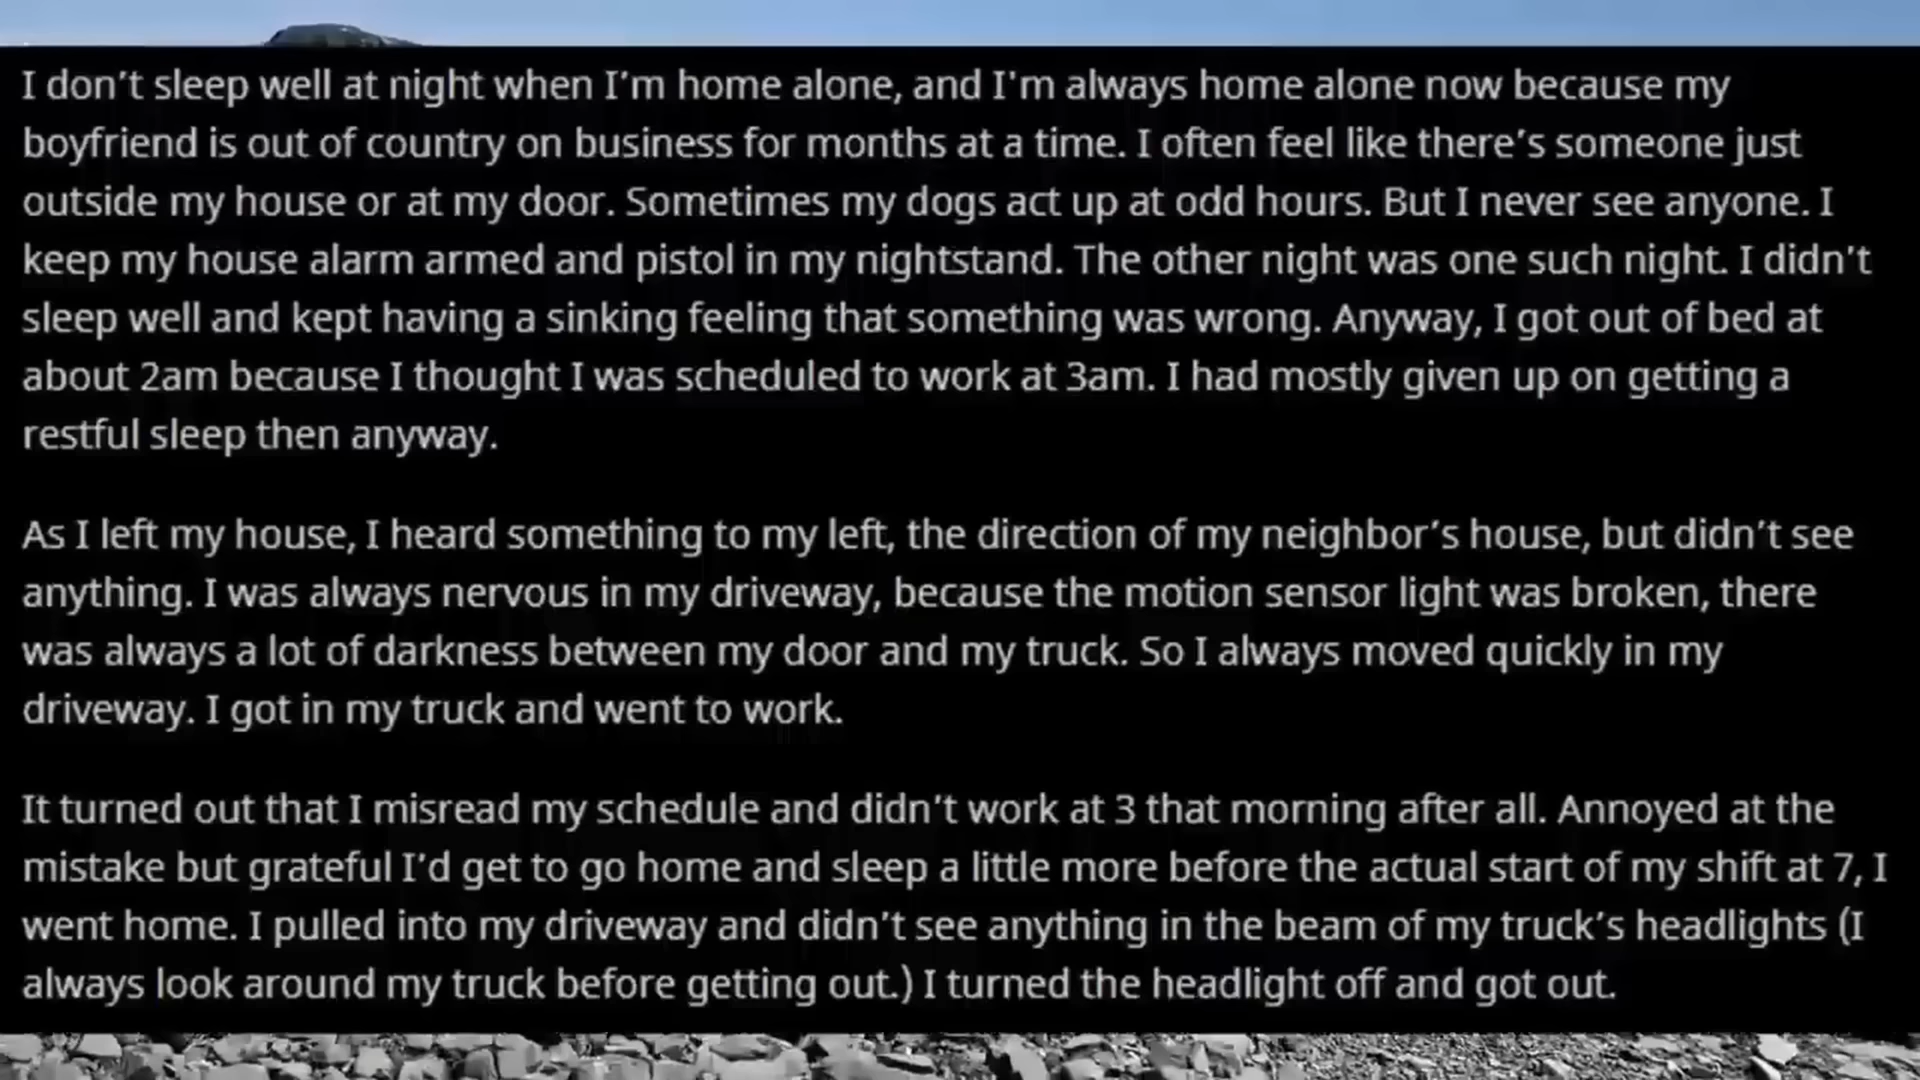 I don’t sleep well at night when I’m home alone, and I'm always home alone now because my
boyfriend is out of country on business for months at a time. I often feel like there’s someone just
outside my house or at my door. Sometimes my dogs act up at odd hours. But I never see anyone. I
keep my house alarm armed and pistol in my nightstand. The other night was one such night. I didn’t
sleep well and kept having a sinking feeling that something was wrong. Anyway, I got out of bed at
about 2am because I thought I was scheduled to work at 3am. I had mostly given up on getting a
restful sleep then anyway.
As I left my house, I heard something to my left, the direction of my neighbor’s house, but didn’t see
anything. I was always nervous in my driveway, because the motion sensor light was broken, there
was always a lot of darkness between my door and my truck. So I always moved quickly in my
driveway. I got in my truck and went to work.
It turned out that I misread my schedule and didn’t work at 3 that morning after all. Annoyed at the
mistake but grateful I’d get to go home and sleep a little more before the actual start of my shift at 7, I
went home. I pulled into my driveway and didn’t see anything in the beam of my truck’s headlights (I
always look around my truck before getting out.) I turned the headlight off and got out.